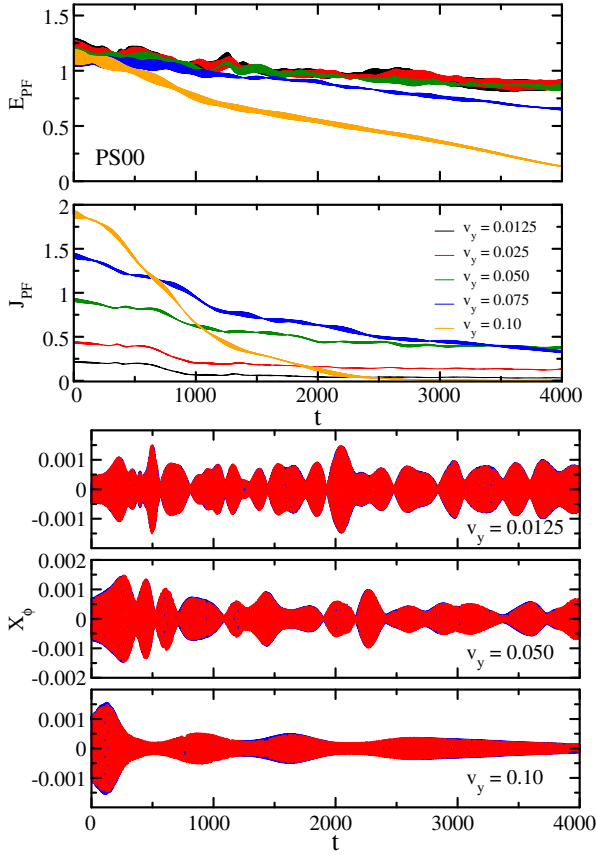 1.5
1
0.5
0
E_PF
PS00
2
1.5
1
0.5
0
J_PF
v_y = 0.0125
v_y = 0.025
v_y = 0.050
v_y = 0.075
v_y = 0.10
0 1000 2000 3000 4000
t
0.001
0
-0.001
v_y = 0.0125
0.002
0.001
0
-0.001
-0.002
X_ϕ
v_y = 0.050
0.001
0
-0.001
v_y = 0.10
0 1000 2000 3000 4000
t